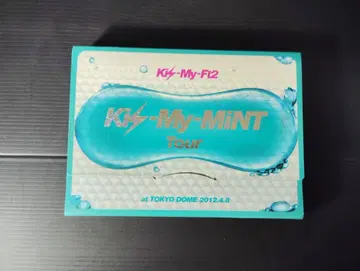 Kis-My-Ft2
Kis-My-MiNT
Tour
at TOKYO DOME 2012.4.8